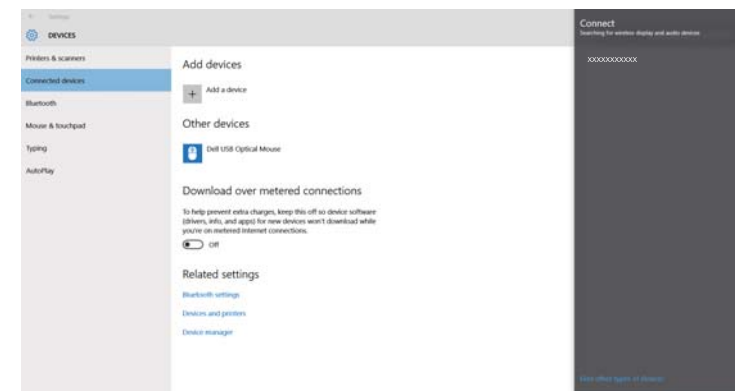 Settings
DEVICES
Printers & scanners
Connected devices
Bluetooth
Mouse & touchpad
Typing
AutoPlay
Add devices
Add a device
Other devices
Dell USB Optical Mouse
Download over metered connections
To help prevent extra charges, keep this off so device software
(drivers, info, and apps) for new devices won't download while
you're on metered Internet connections.
Off
Related settings
Bluetooth settings
Devices and printers
Device manager
Connect
Searching for wireless display and audio devices
xxxxxxxxxxx
Find other types of devices